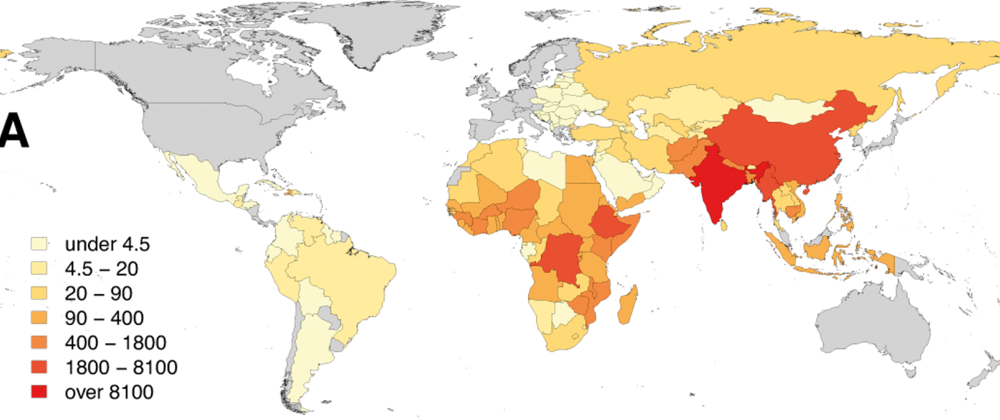 A
under 4.5
4.5 – 20
20 – 90
90 – 400
400 – 1800
1800 – 8100
over 8100